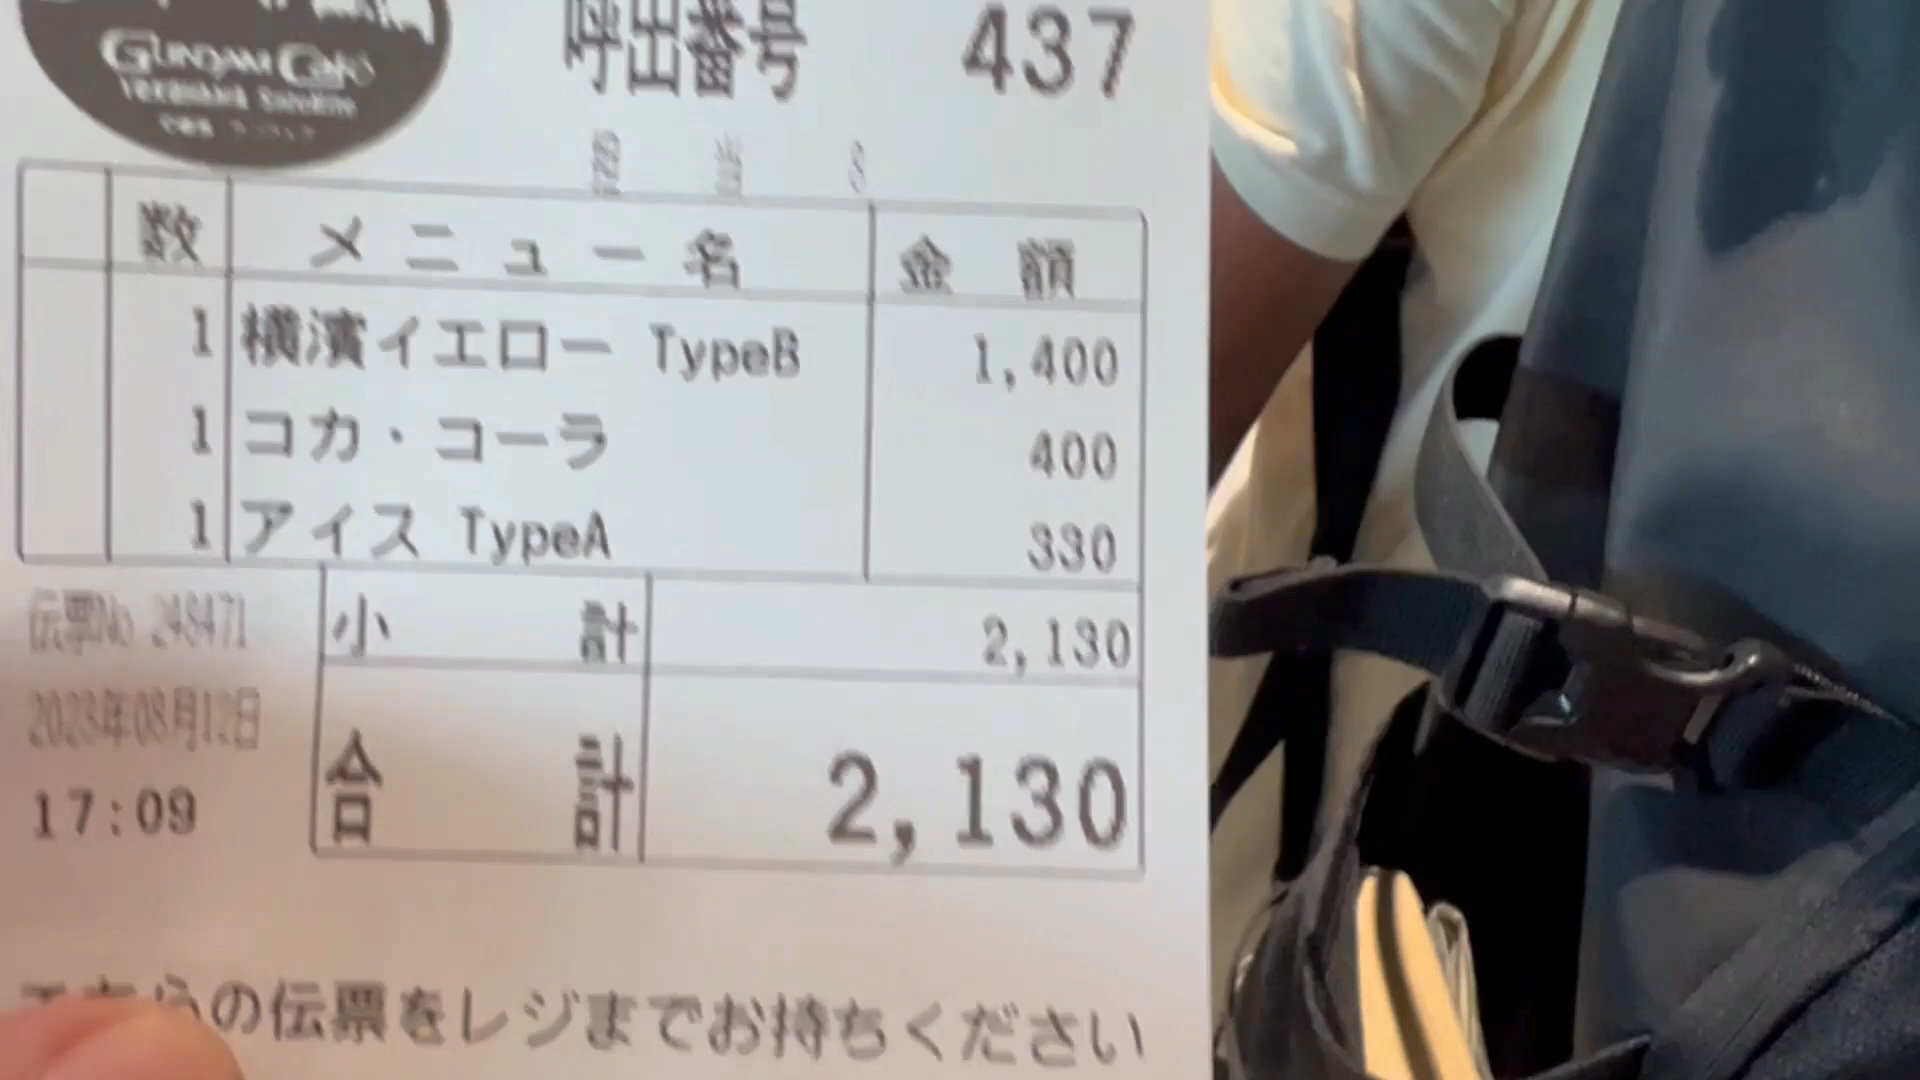 GUNDAM Café
呼出番号 437
数 メニュー名 金額
1 横濱イエロー TypeB 1,400
1 コカ・コーラ 400
1 アイス TypeA 330
小計 2,130
伝票No 248471
2023年08月12日
17:09
合計 2,130
の伝票をレジまでお持ちください